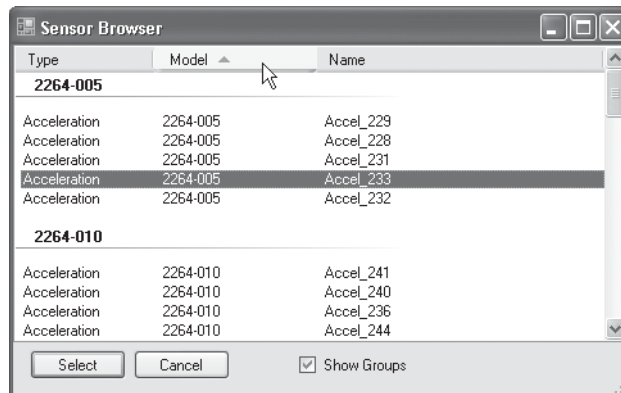 Sensor Browser
Type Model Name
2264-005
Acceleration 2264-005 Accel_229
Acceleration 2264-005 Accel_228
Acceleration 2264-005 Accel_231
Acceleration 2264-005 Accel_233
Acceleration 2264-005 Accel_232
2264-010
Acceleration 2264-010 Accel_241
Acceleration 2264-010 Accel_240
Acceleration 2264-010 Accel_236
Acceleration 2264-010 Accel_244
Select Cancel Show Groups